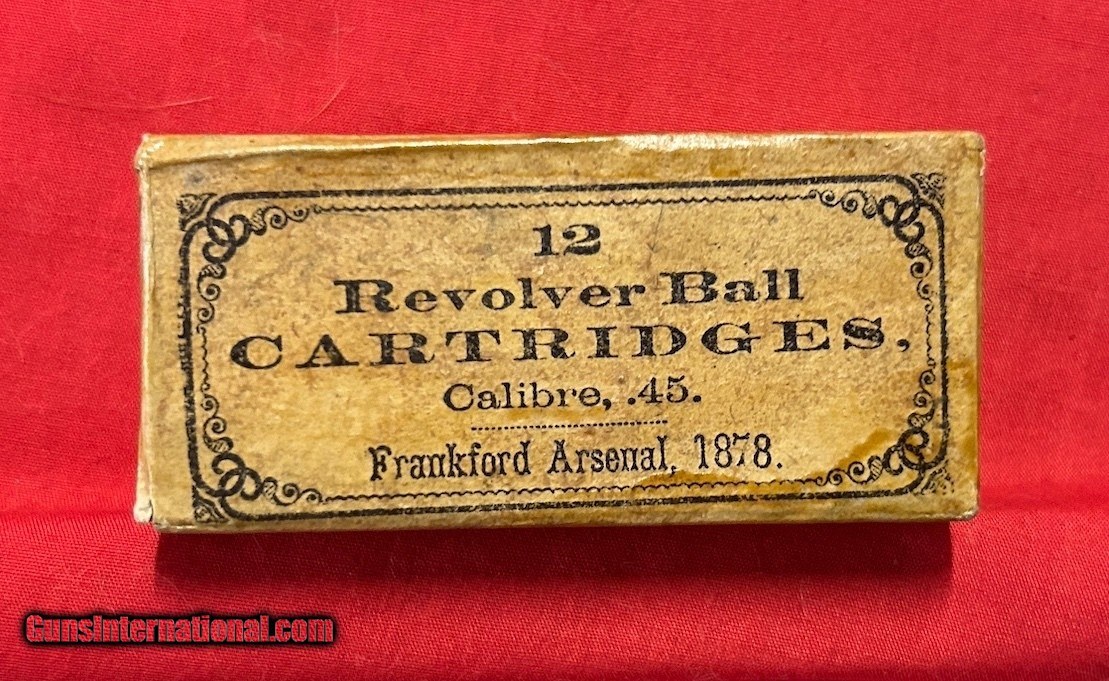 12
Revolver Ball
CARTRIDGES,
Calibre, .45.
Frankford Arsenal, 1878.
GunsInternational.com